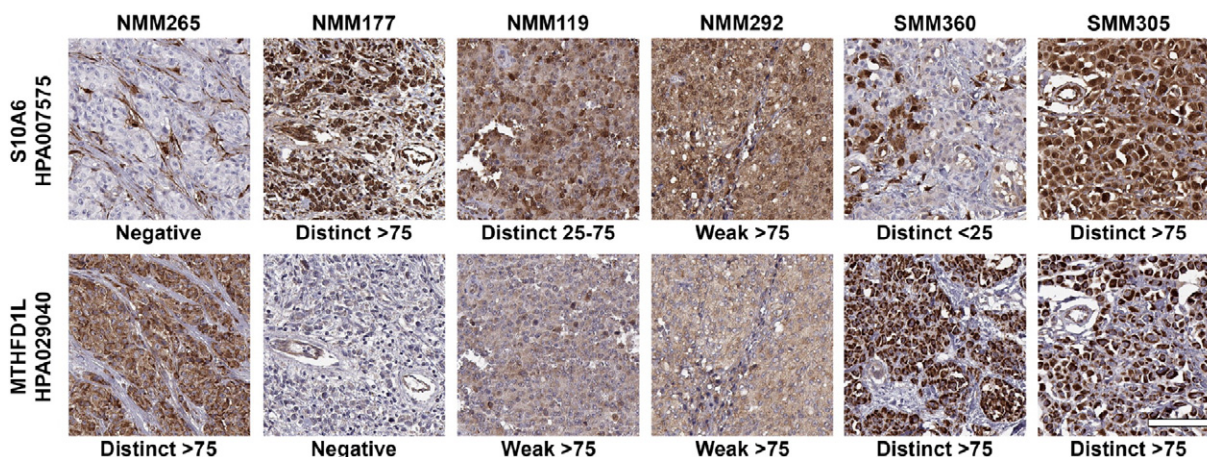 NMM265 NMM177 NMM119 NMM292 SMM360 SMM305
S10A6
HPA007575
Negative Distinct >75 Distinct 25-75 Weak >75 Distinct <25 Distinct >75
MTHFD1L
HPA029040
Distinct >75 Negative Weak >75 Weak >75 Distinct >75 Distinct >75